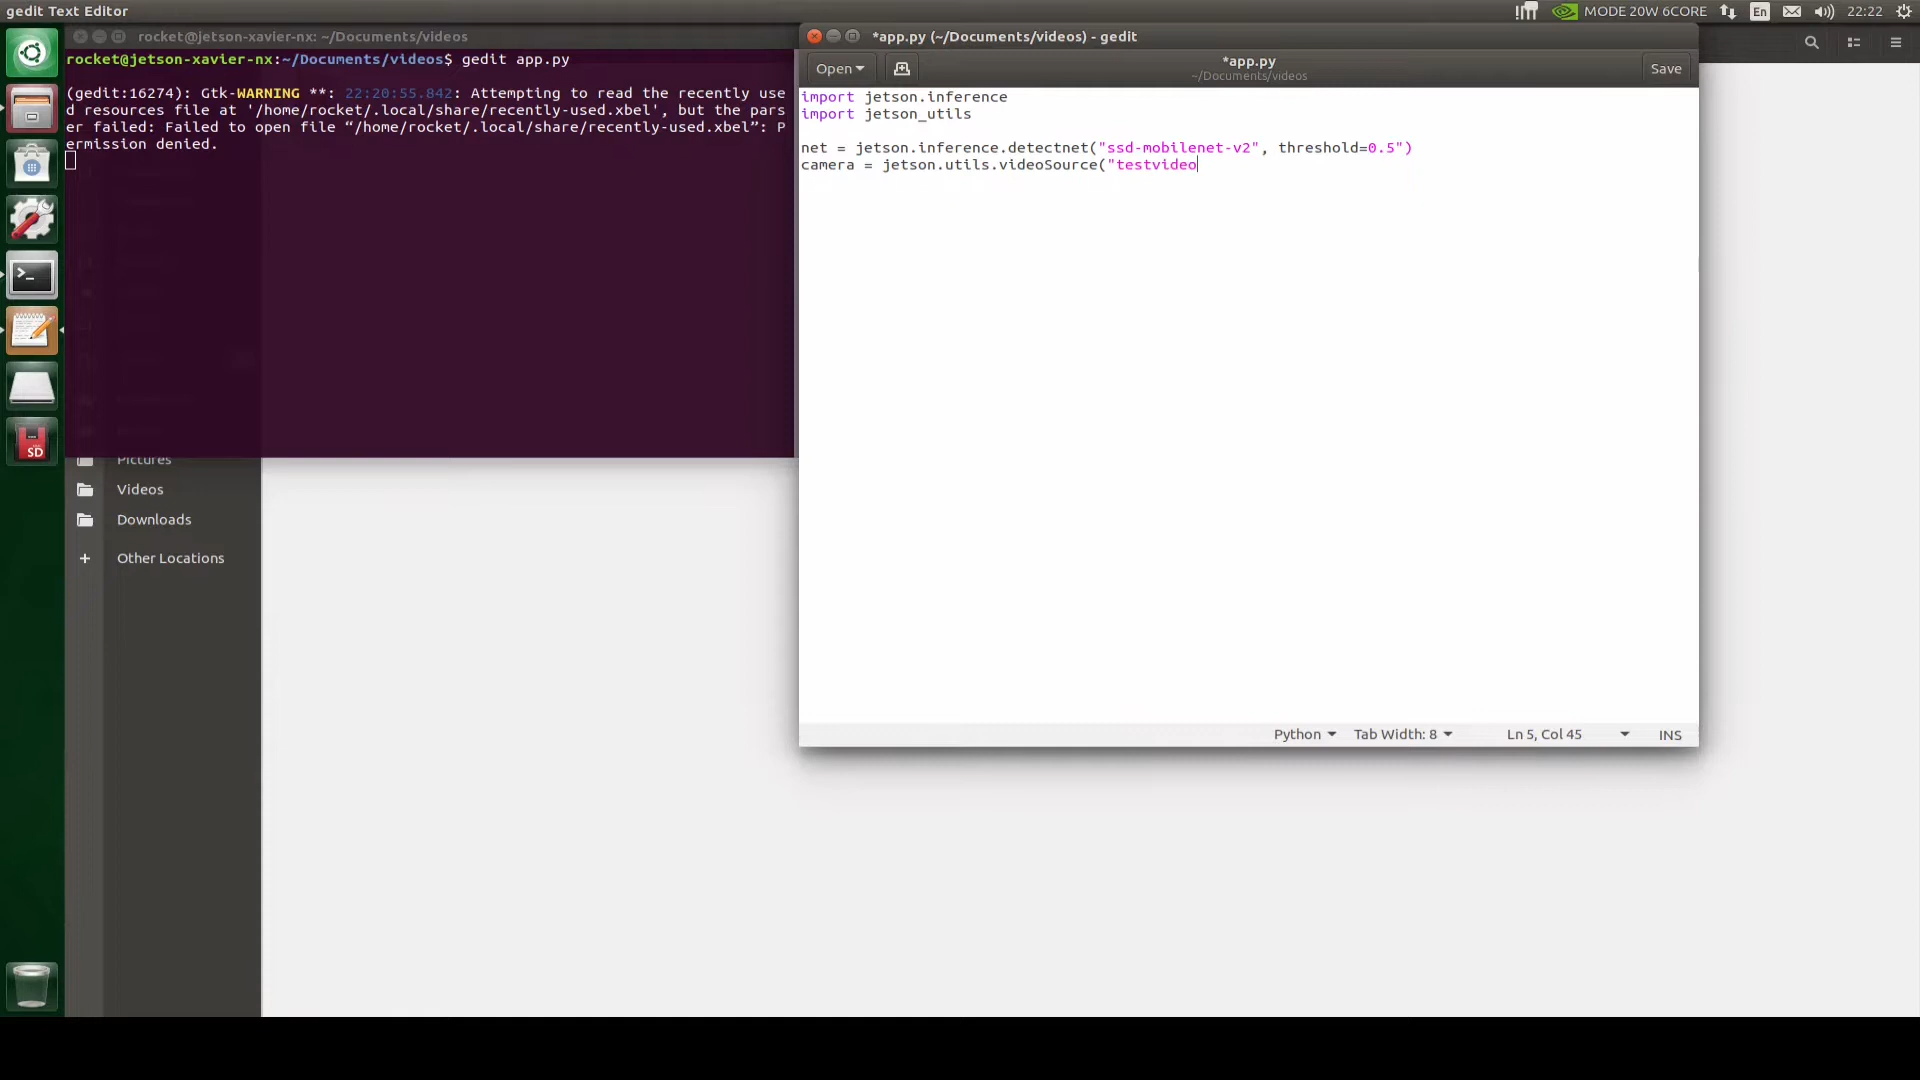 gedit Text Editor
MODE 20W 6CORE
En
22:22
rocket@jetson-xavier-nx: ~/Documents/videos
rocket@jetson-xavier-nx:~/Documents/videos$ gedit app.py
(gedit:16274): Gtk-WARNING **: 22:20:55.842: Attempting to read the recently use
d resources file at '/home/rocket/.local/share/recently-used.xbel', but the pars
er failed: Failed to open file “/home/rocket/.local/share/recently-used.xbel”: P
ermission denied.
SD
Pictures
Videos
Downloads
+ Other Locations
*app.py (~/Documents/videos) - gedit
Open
*app.py
~/Documents/videos
Save
import jetson.inference
import jetson_utils
net = jetson.inference.detectnet("ssd-mobilenet-v2", threshold=0.5")
camera = jetson.utils.videoSource("testvideo
Python
Tab Width: 8
Ln 5, Col 45
INS